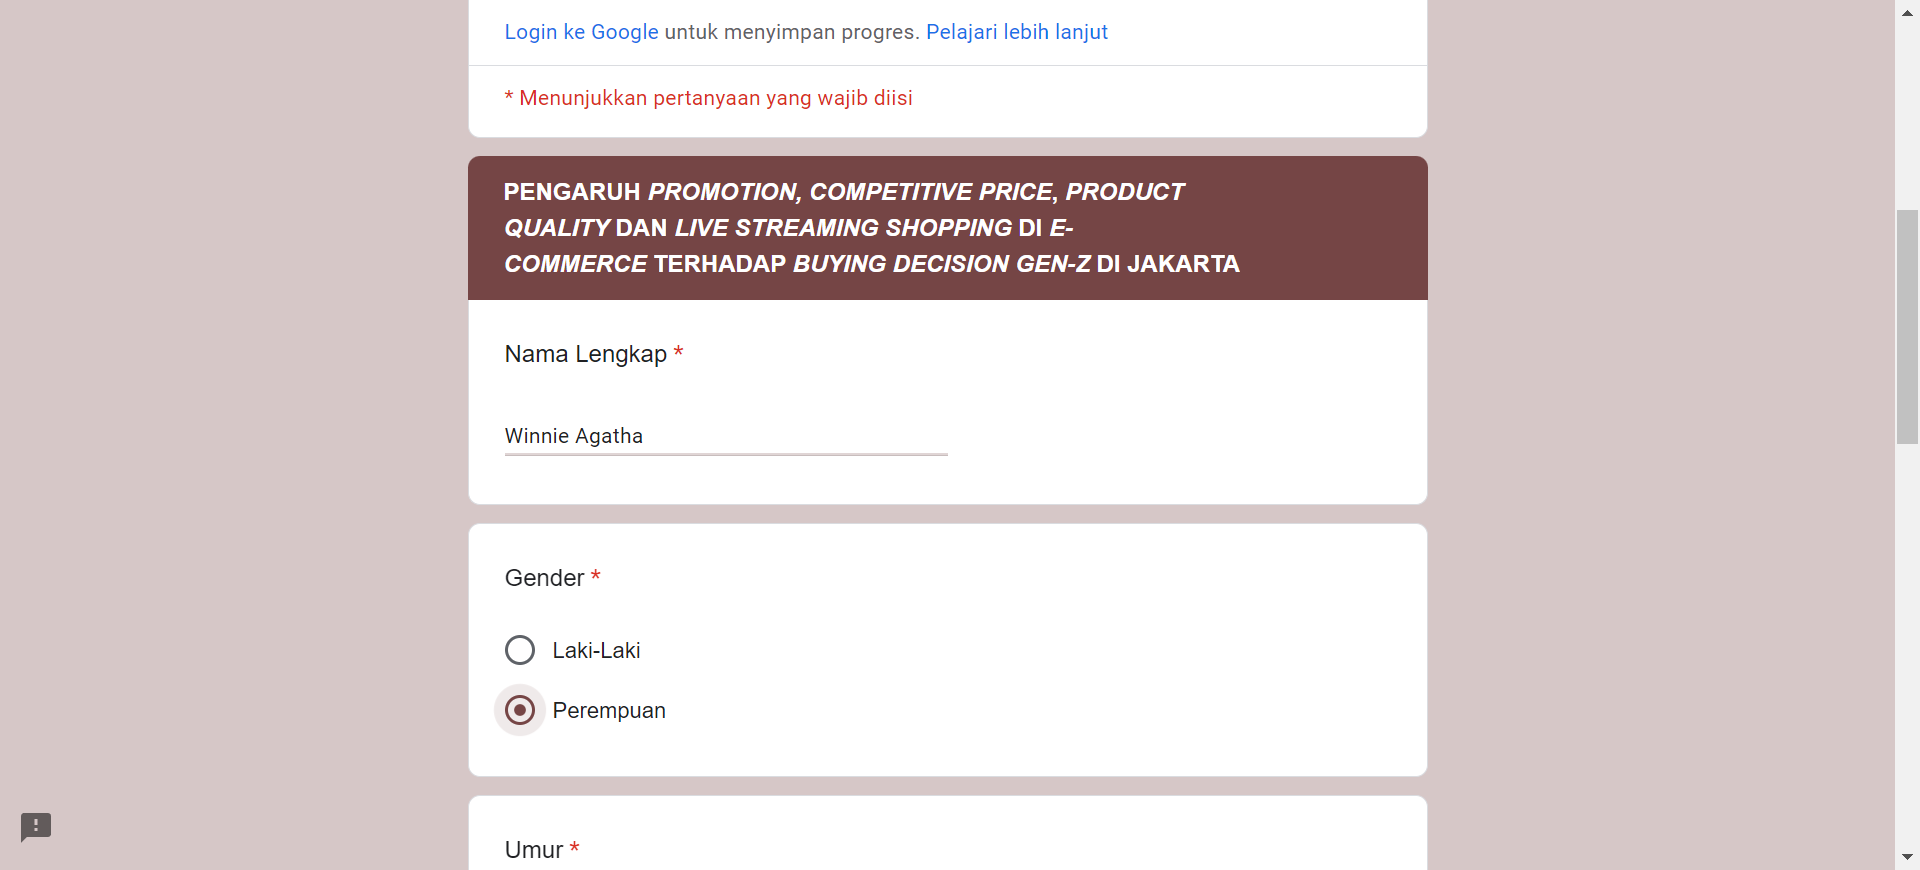 Login ke Google untuk menyimpan progres. Pelajari lebih lanjut
* Menunjukkan pertanyaan yang wajib diisi
PENGARUH PROMOTION, COMPETITIVE PRICE, PRODUCT
QUALITY DAN LIVE STREAMING SHOPPING DI E-
COMMERCE TERHADAP BUYING DECISION GEN-Z DI JAKARTA
Nama Lengkap *
Winnie Agatha
Gender *
Laki-Laki
Perempuan
Umur *